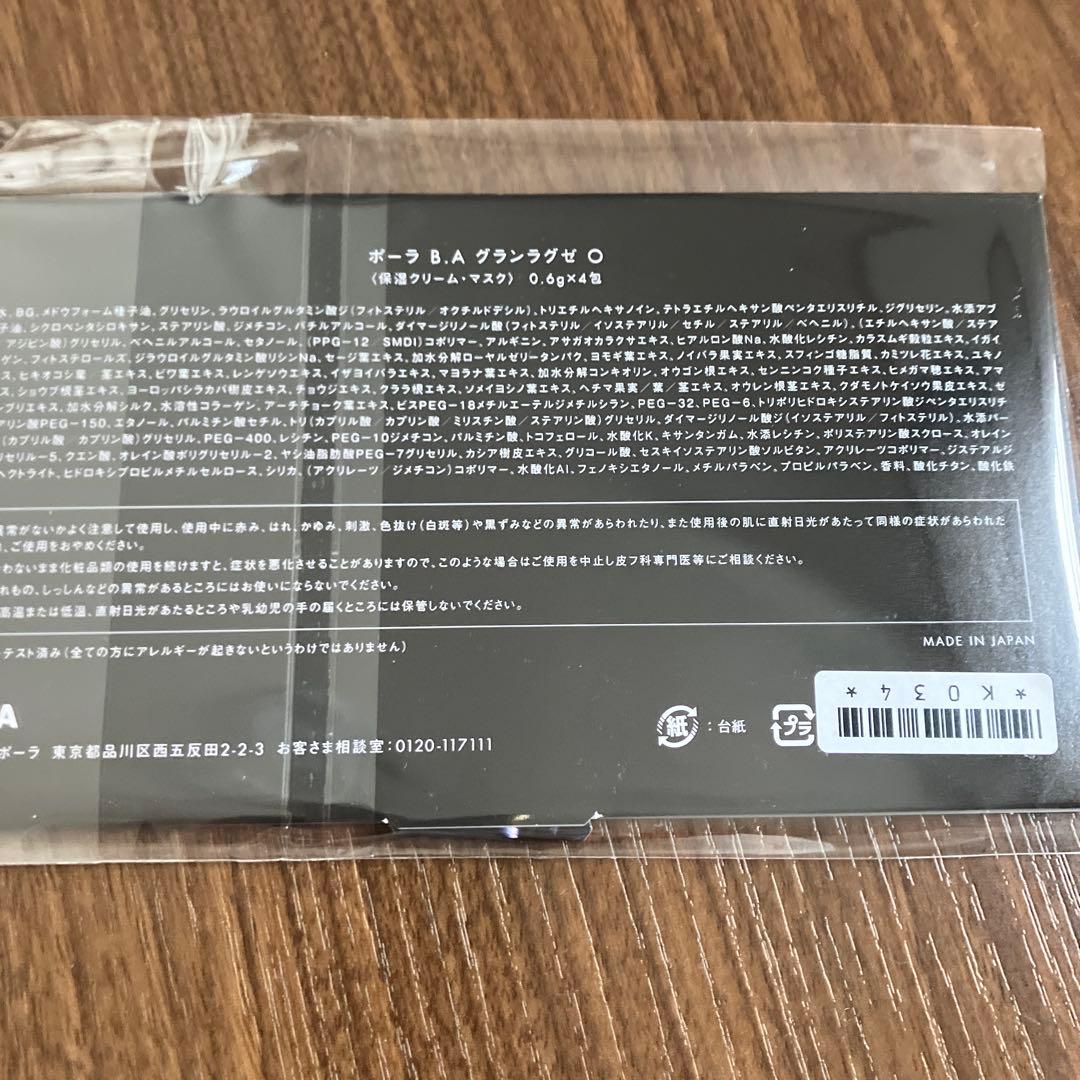 ポーラ B.A グランラグゼ O
〈保湿クリーム・マスク〉 0.6g×4包
水、BG、メドウフォーム種子油、グリセリン、ラウロイルグルタミン酸ジ(フィトステリル/オクチルドデシル)、トリエチルヘキサノイン、テトラエチルヘキサン酸ペンタエリスリチル、ジグリセリン、水添アブ
子油、シクロペンタシロキサン、ステアリン酸、ジメチコン、バチルアルコール、ダイマージリノール酸(フィトステリル/イソステアリル/セチル/ステアリル/ベヘニル)、(エチルヘキサン酸/ステア
アジピン酸)グリセリル、ベヘニルアルコール、セタノール、(PPG-12/SMDI)コポリマー、アルギニン、アサガオカラクサエキス、ヒアルロン酸Na、水酸化レシチン、カラスムギ穀粒エキス、イガイ
ゲン、フィトステロールズ、ジラウロイルグルタミン酸リシンNa、セージ葉エキス、加水分解ローヤルゼリータンパク、ヨモギ葉エキス、ノイバラ果実エキス、スフィンゴ糖脂質、カミツレ花エキス、ユキノ
ス、ヒキオコシ葉/茎エキス、ビワ葉エキス、レンゲソウエキス、イザヨイバラエキス、マヨラナ葉エキス、加水分解コンキオリン、オウゴン根エキス、センニンコク種子エキス、ヒメガマ穂エキス、ア
ショウブ根茎エキス、ヨーロッパシラカバ樹皮エキス、チョウジエキス、クララ根エキス、ソメイヨシノ葉エキス、ヘチマ果実/葉/茎エキス、オウレン根茎エキス、クダモノトケイソウ果皮エキス、ゼ
ーブリエキス、加水分解シルク、水溶性コラーゲン、アーチチョーク葉エキス、ビスPEG-18メチルエーテルジメチルシラン、PEG-32、PEG-6、トリポリヒドロキシステアリン酸ジペンタエリスリチ
アリン酸PEG-150、エタノール、パルミチン酸セチル、トリ(カプリル酸/カプリン酸/ミリスチン酸/ステアリン酸)グリセリル、ダイマージリノール酸ジ(イソステアリル/フィトステリル)、水添パー
(カプリル酸/カプリン酸)グリセリル、PEG-400、レシチン、PEG-10ジメチコン、パルミチン酸、トコフェロール、水酸化K、キサンタンガム、水添レシチン、ポリステアリン酸スクロース、オレイン
セリル-5、クエン酸、オレイン酸ポリグリセリル-2、ヤシ油脂肪酸PEG-7グリセリル、カシア樹皮エキス、グリコール酸、セスキイソステアリン酸ソルビタン、アクリレーツコポリマー、ジステアルジ
ヘクトライト、ヒドロキシプロピルメチルセルロース、シリカ、(アクリレーツ/ジメチコン)コポリマー、水酸化Al、フェノキシエタノール、メチルパラベン、プロピルパラベン、香料、酸化チタン、酸化鉄
異常がないかよく注意して使用し、使用中に赤み、はれ、かゆみ、刺激、色抜け(白斑等)や黒ずみなどの異常があらわれたり、また使用後の肌に直射日光があたって同様の症状があらわれた
、ご使用をおやめください。
わないまま化粧品類の使用を続けますと、症状を悪化させることがありますので、このような場合はご使用を中止し皮フ科専門医等にご相談ください。
れもの、しっしんなどの異常があるところにはお使いにならないでください。
高温または低温、直射日光があたるところや乳幼児の手の届くところには保管しないでください。
テスト済み(全ての方にアレルギーが起きないというわけではありません)
MADE IN JAPAN
A
ポーラ 東京都品川区西五反田2-2-3 お客さま相談室:0120-117111
紙 :台紙 プラ
*K034*